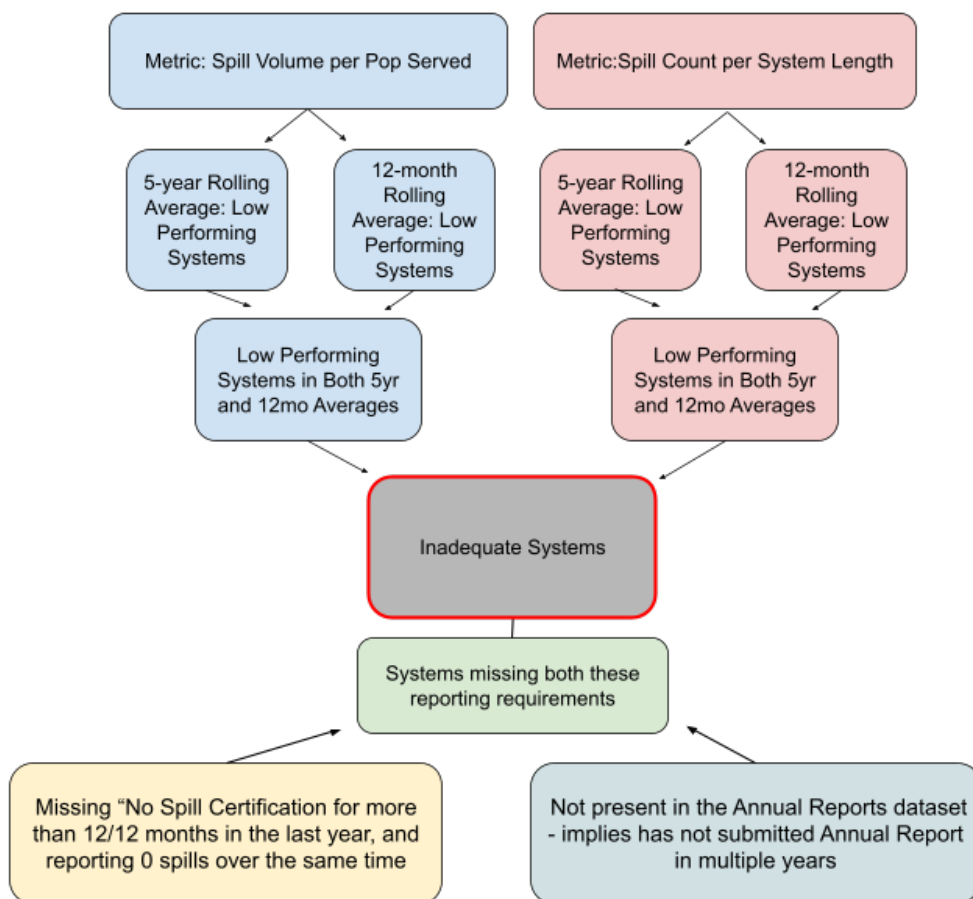 Metric: Spill Volume per Pop Served
Metric:Spill Count per System Length
5-year Rolling
Average: Low
Performing
Systems
12-month
Rolling
Average: Low
Performing
Systems
5-year Rolling
Average: Low
Performing
Systems
12-month
Rolling
Average: Low
Performing
Systems
Low Performing
Systems in Both 5yr
and 12mo Averages
Low Performing
Systems in Both 5yr
and 12mo Averages
Inadequate Systems
Systems missing both these
reporting requirements
Missing “No Spill Certification for more
than 12/12 months in the last year, and
reporting 0 spills over the same time
Not present in the Annual Reports dataset
- implies has not submitted Annual Report
in multiple years